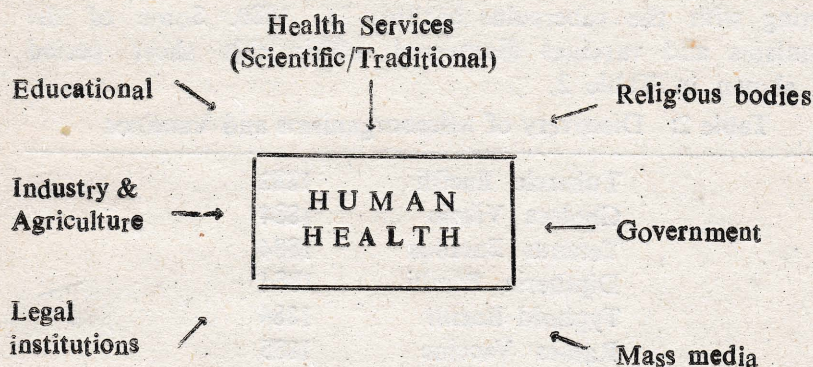 Health Services
(Scientific/Traditional)
Educational
Religious bodies
Industry &
Agriculture
HUMAN
HEALTH
Government
Legal
institutions
Mass media